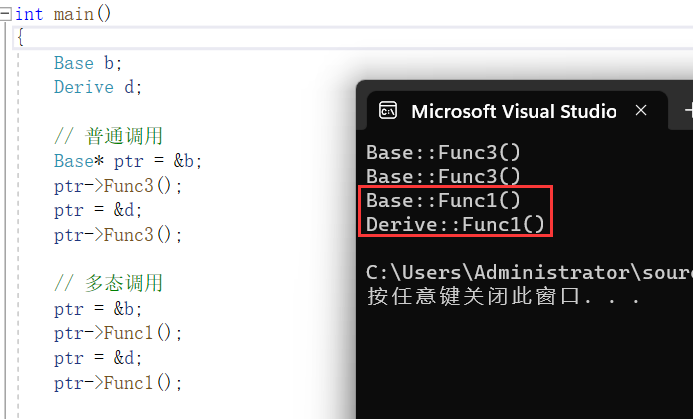 int main()
{
Base b;
Derive d;
// 普通调用
Base* ptr = &b;
ptr->Func3();
ptr = &d;
ptr->Func3();
// 多态调用
ptr = &b;
ptr->Func1();
ptr = &d;
ptr->Func1();
Microsoft Visual Studio
Base::Func3()
Base::Func3()
Base::Func1()
Derive::Func1()
C:\Users\Administrator\sour
按任意键关闭此窗口. . .